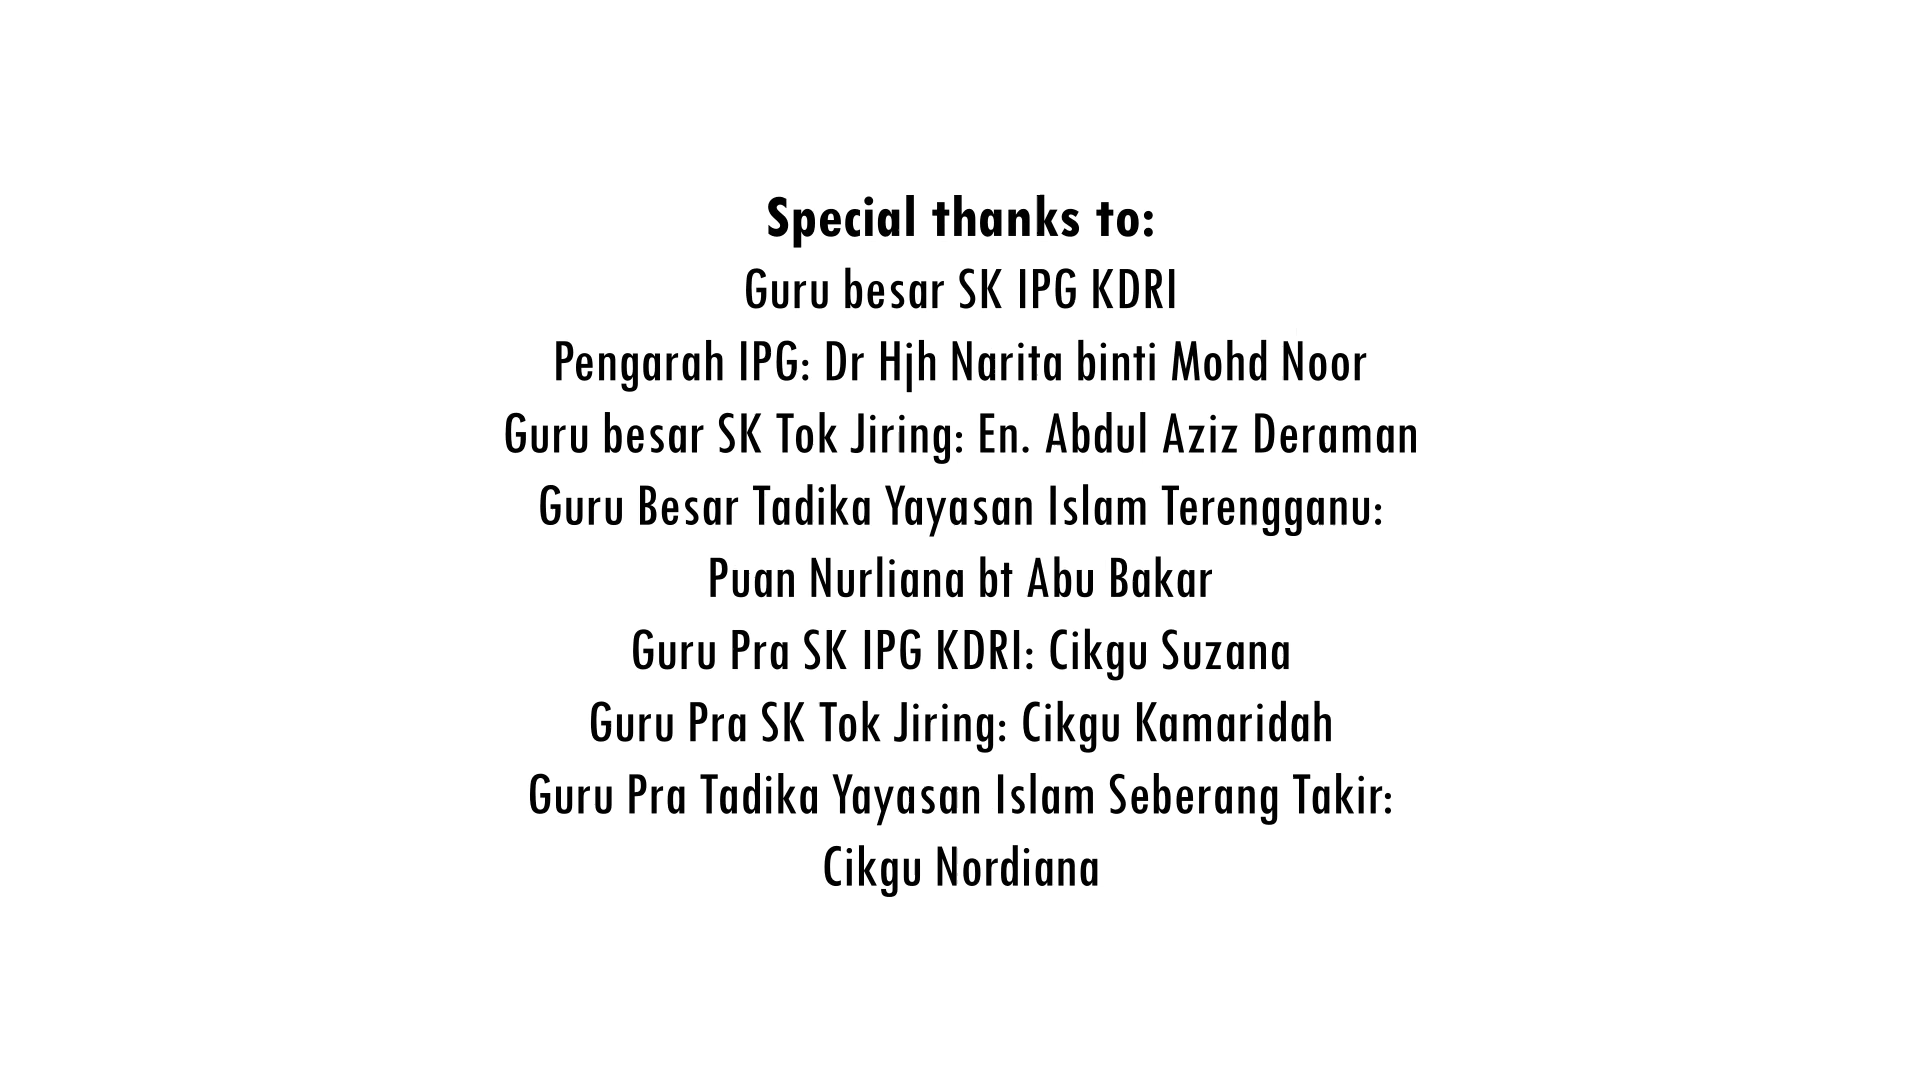 Special thanks to:
Guru besar SK IPG KDRI
Pengarah IPG: Dr Hjh Narita binti Mohd Noor
Guru besar SK Tok Jiring: En. Abdul Aziz Deraman
Guru Besar Tadika Yayasan Islam Terengganu:
Puan Nurliana bt Abu Bakar
Guru Pra SK IPG KDRI: Cikgu Suzana
Guru Pra SK Tok Jiring: Cikgu Kamaridah
Guru Pra Tadika Yayasan Islam Seberang Takir:
Cikgu Nordiana